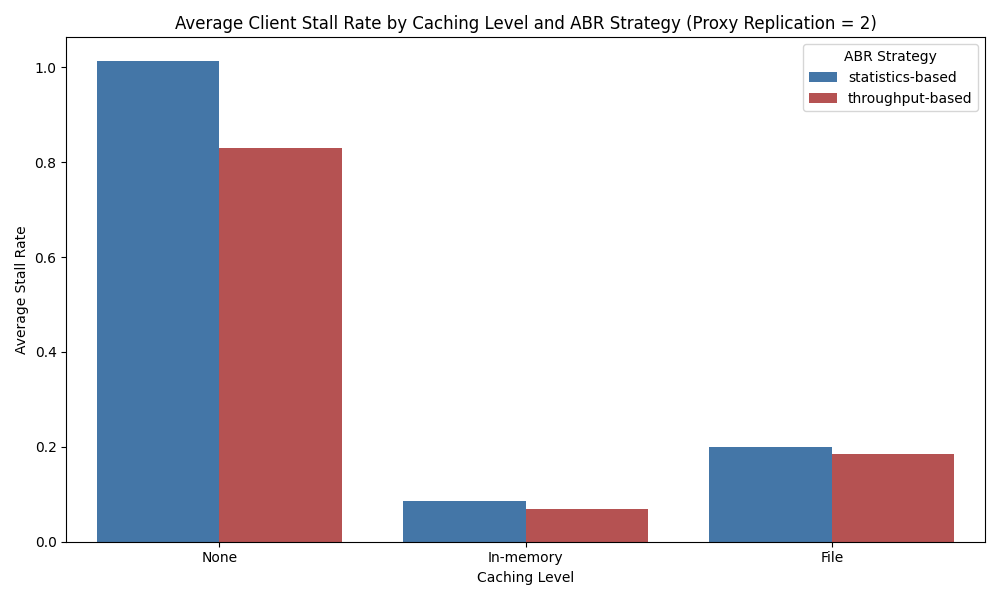 Average Client Stall Rate by Caching Level and ABR Strategy (Proxy Replication = 2)
ABR Strategy
statistics-based
throughput-based
Average Stall Rate
1.0
0.8
0.6
0.4
0.2
0.0
None
In-memory
File
Caching Level